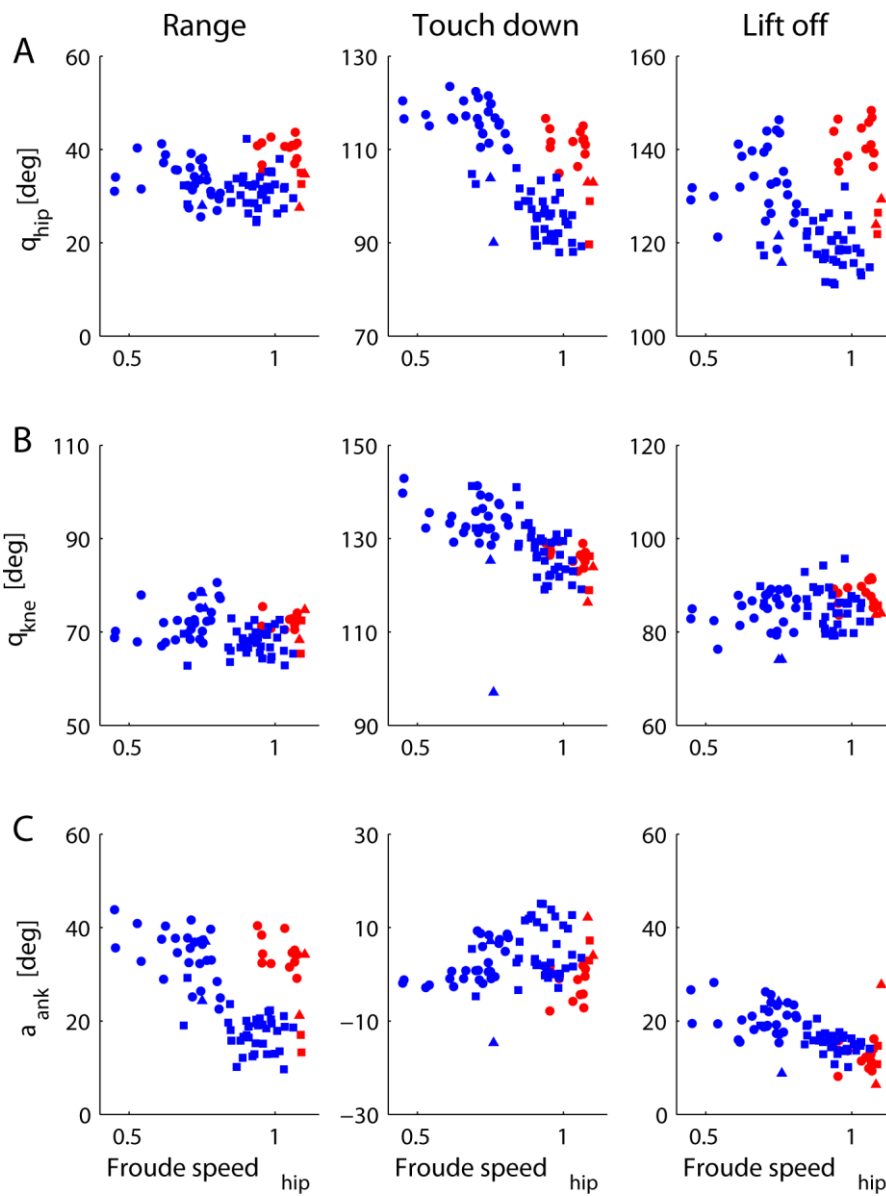 Range Touch down Lift off
A
q hip [deg]
60 130 160
40 110 140
20 90 120
0 70 100
0.5 1 0.5 1 0.5 1
B
q kne [deg]
110 150 120
90 130 100
70 110 80
50 90 60
0.5 1 0.5 1 0.5 1
C
a ank [deg]
60 30 60
40 10 40
20 −10 20
0 −30 0
0.5 1 0.5 1 0.5 1
Froude speed hip Froude speed hip Froude speed hip